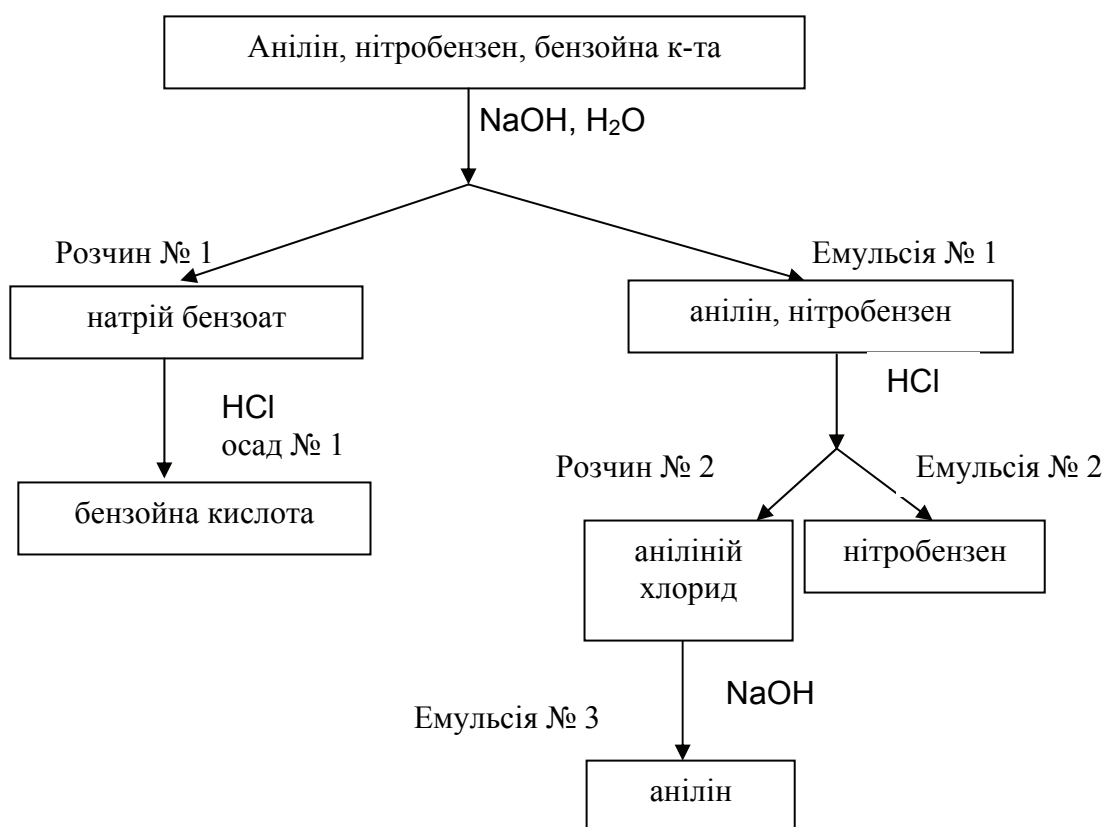 Анілін, нітробензен, бензойна к-та
NaOH, H₂O
Розчин № 1
Емульсія № 1
натрій бензоат
анілін, нітробензен
HCl
осад № 1
HCl
Розчин № 2
Емульсія № 2
бензойна кислота
аніліній
хлорид
нітробензен
NaOH
Емульсія № 3
анілін